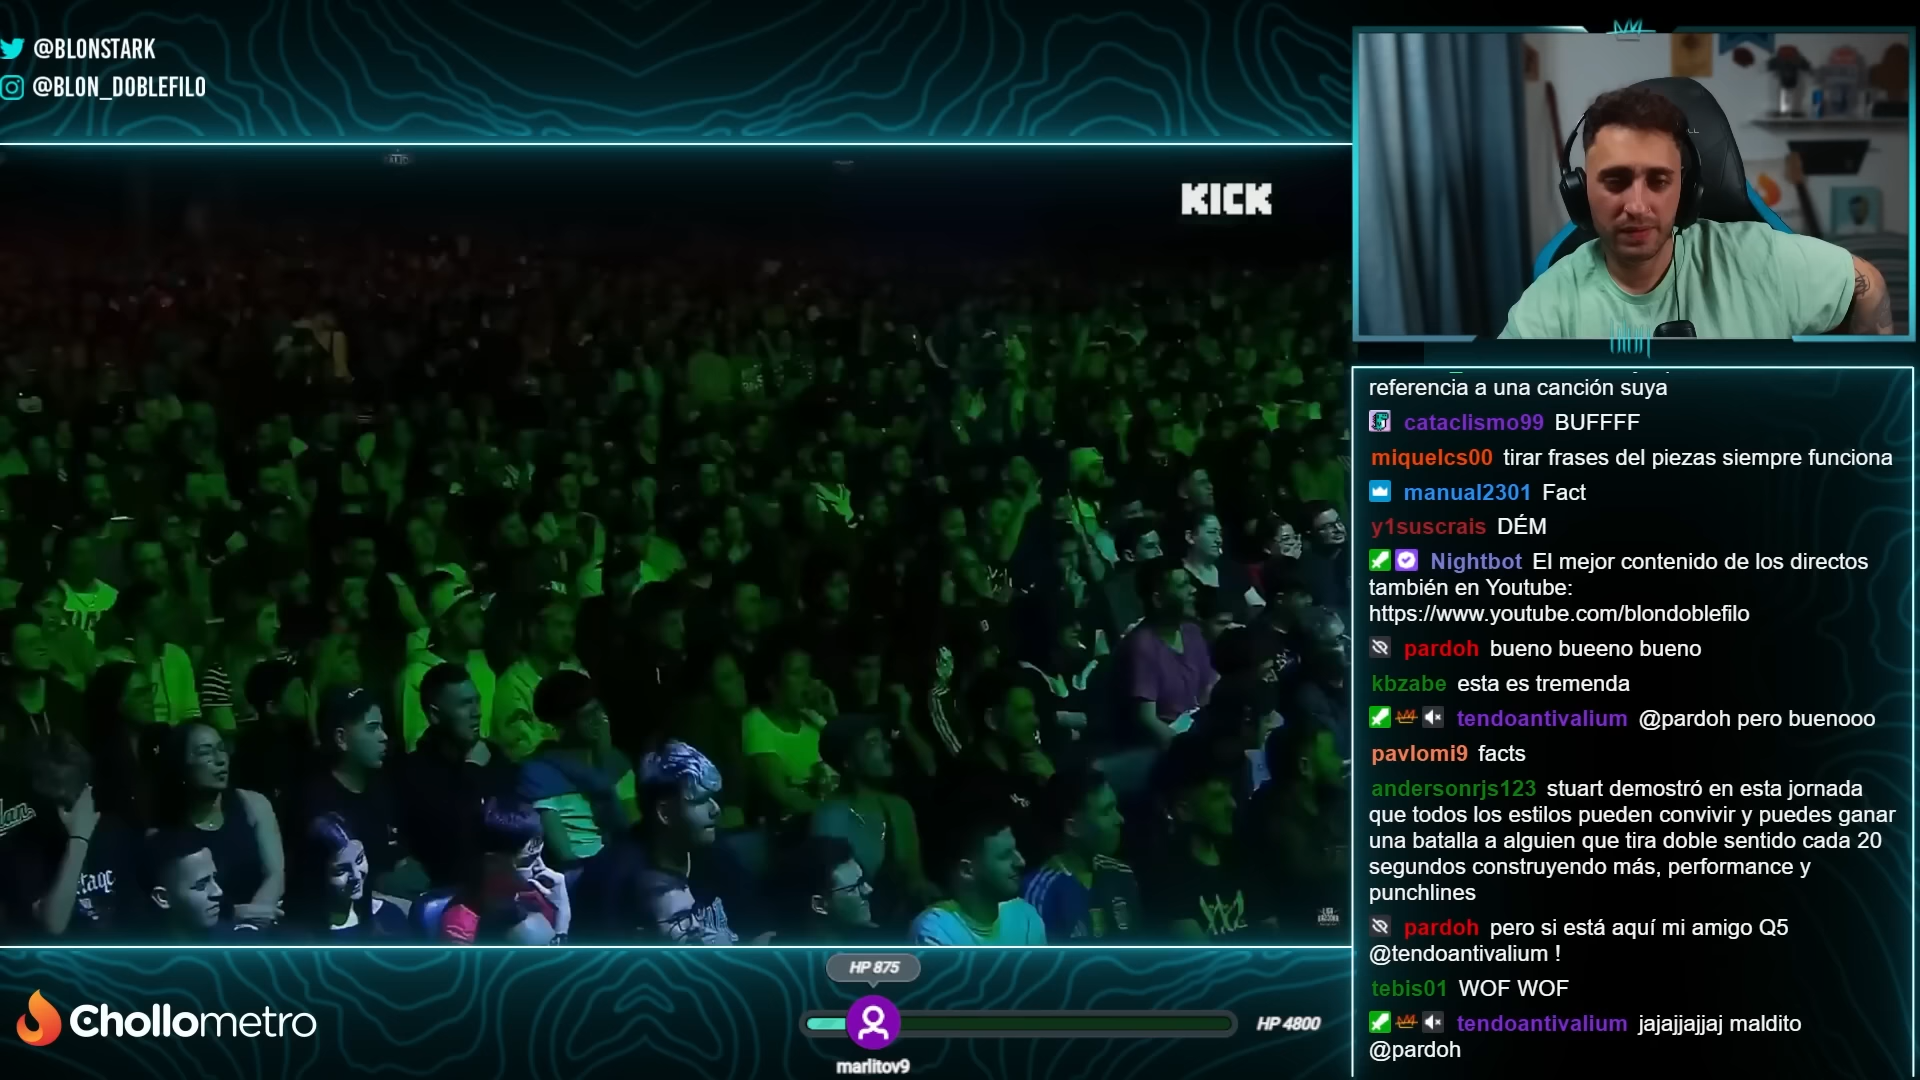 @BLONSTARK
@BLON_DOBLEFILO
KICK
referencia a una canción suya
cataclismo99 BUFFFF
miquelcs00 tirar frases del piezas siempre funciona
manual2301 Fact
y1suscrais DÉM
Nightbot El mejor contenido de los directos
también en Youtube:
https://www.youtube.com/blondoblefilo
pardoh bueno bueeno bueno
kbzabe esta es tremenda
tendoantivalium @pardoh pero buenooo
pavlomi9 facts
andersonrjs123 stuart demostró en esta jornada
que todos los estilos pueden convivir y puedes ganar
una batalla a alguien que tira doble sentido cada 20
segundos construyendo más, performance y
punchlines
pardoh pero si está aquí mi amigo Q5
@tendoantivalium !
tebis01 WOF WOF
tendoantivalium jajajjajjaj maldito
@pardoh
HP 875
Chollometro
HP 4800
marlitov9